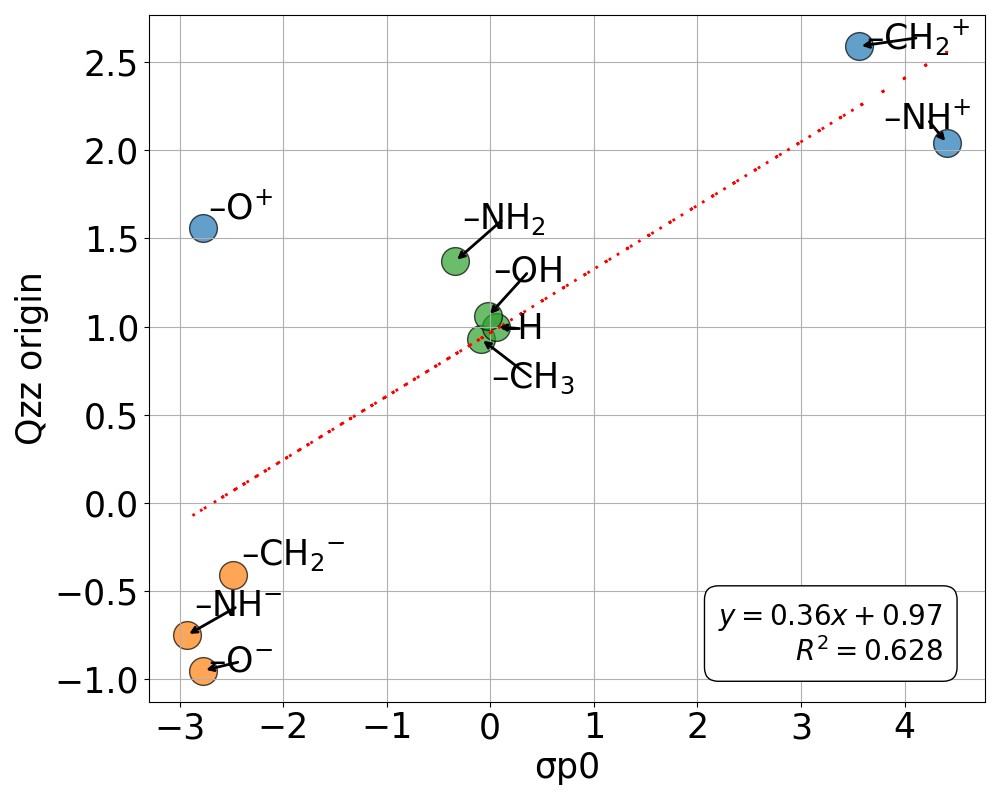 2.5
2.0
1.5
1.0
0.5
0.0
−0.5
−1.0
Qzz origin
–CH₂⁺
–NH⁺
–O⁺
–NH₂
–OH
–H
–CH₃
–CH₂⁻
–NH⁻
–O⁻
y = 0.36x + 0.97
R² = 0.628
−3 −2 −1 0 1 2 3 4
σp0